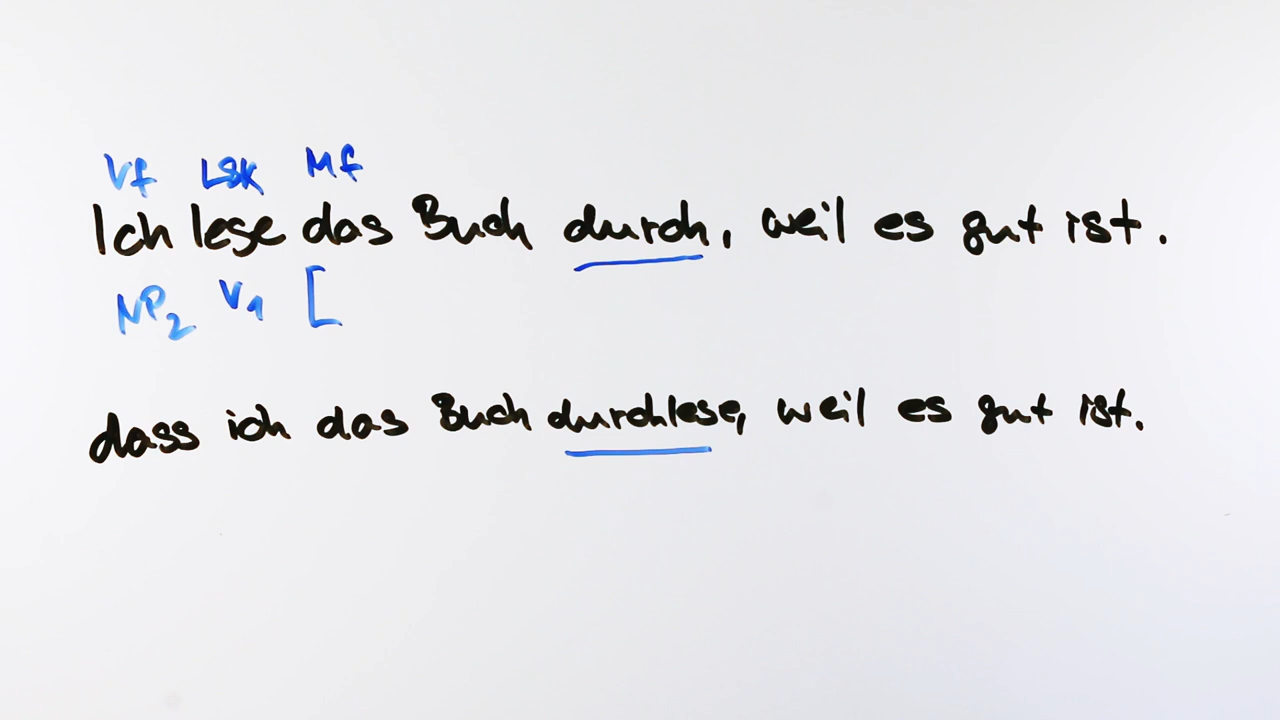 Vf LSK Mf
Ich lese das Buch durch, weil es gut ist.
NP2 V1 [
dass ich das Buch durchlese, weil es gut ist.